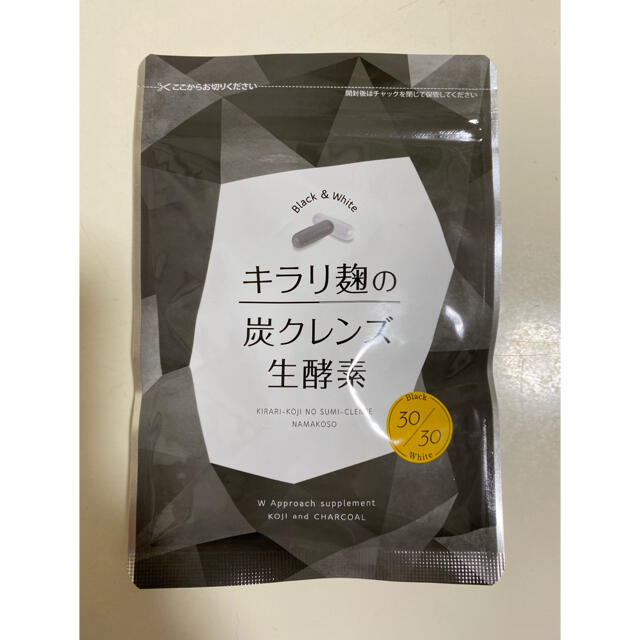 ここからお切りください
開封後はチャックを閉じて保管してください
Black & White
キラリ麹の
炭クレンズ
生酵素
KIRARI-KOJI NO SUMI-CLENSE
NAMAKOSO
Black
30/30
White
W Approach supplement
KOJI and CHARCOAL